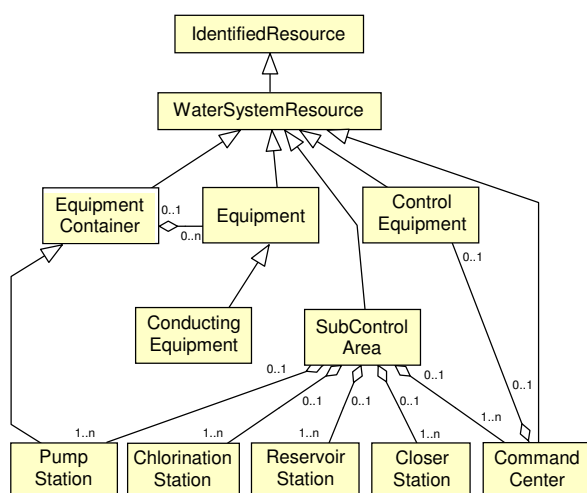 IdentifiedResource
WaterSystemResource
Equipment
Container
0..1
0..n
Equipment
Control
Equipment
0..1
Conducting
Equipment
SubControl
Area
0..1
0..1
0..1
0..1
0..1
1..n
1..n
1..n
1..n
1..n
0..1
Pump
Station
Chlorination
Station
Reservoir
Station
Closer
Station
Command
Center